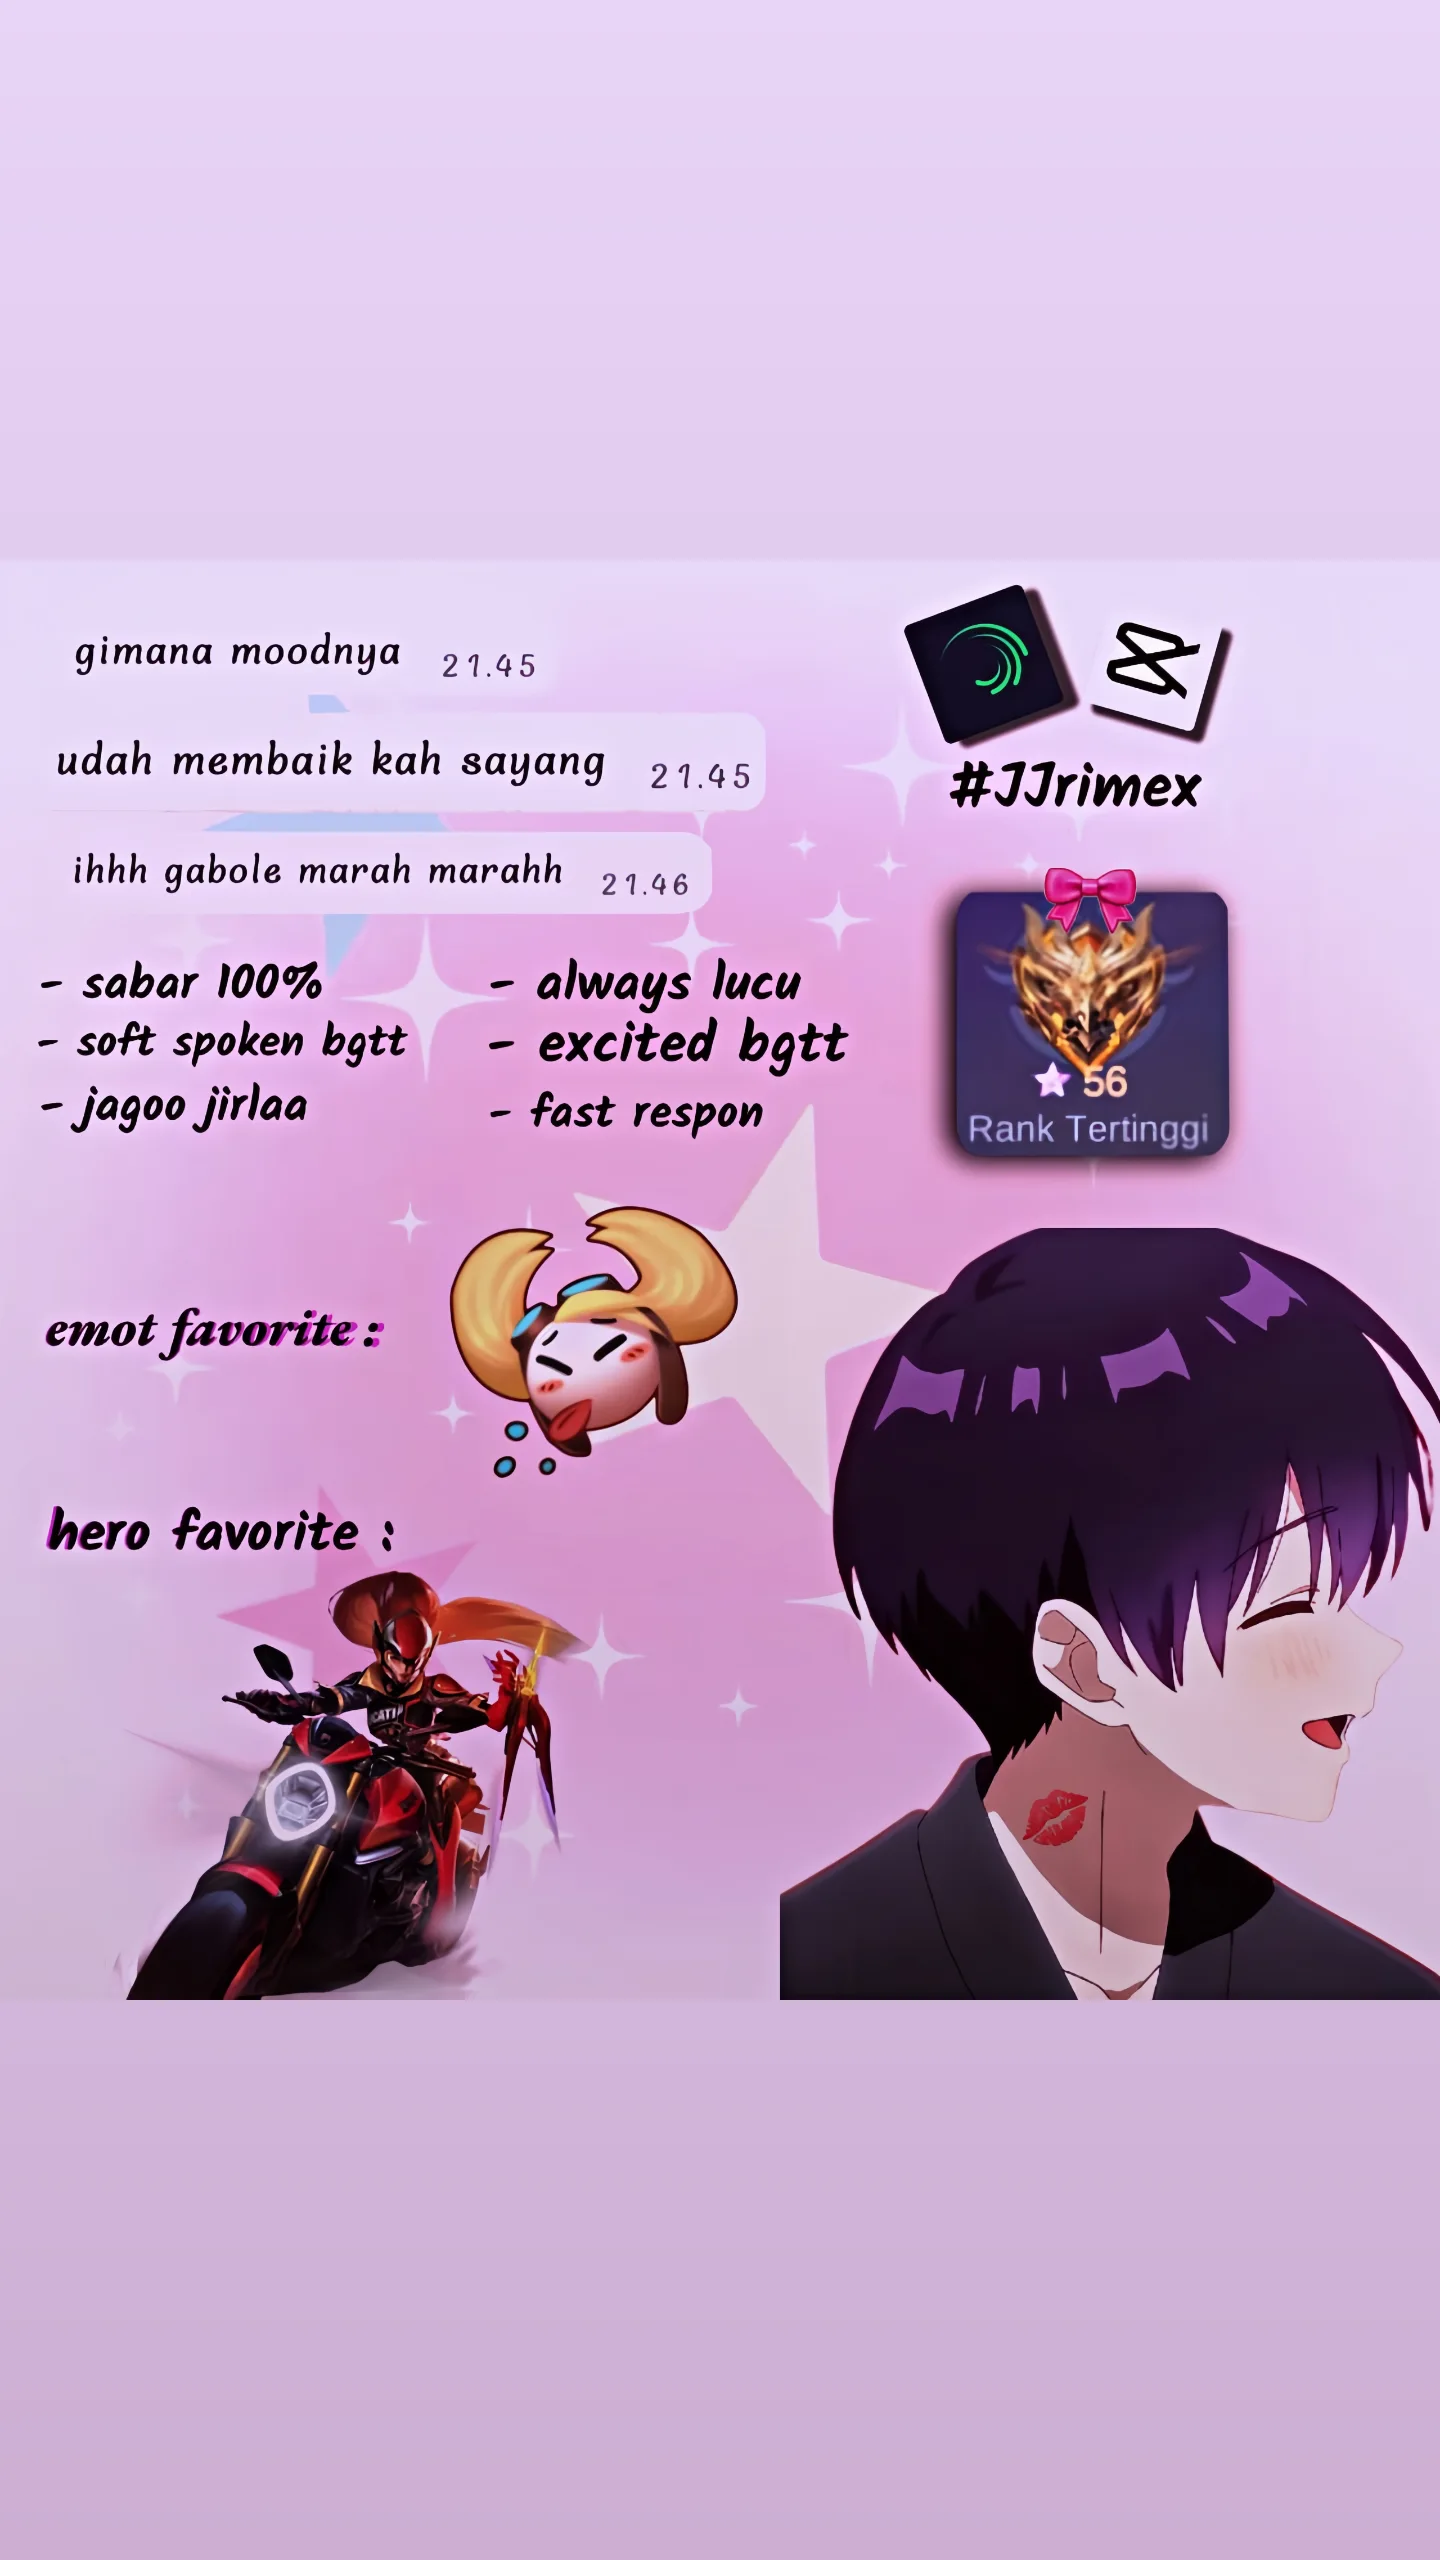 gimana moodnya 21.45
udah membaik kah sayang 21.45
ihhh gabole marah marahh 21.46
- sabar 100%
- soft spoken bgtt
- jagoo jirlaa
- always lucu
- excited bgtt
- fast respon
#JJrimex
56
Rank Tertinggi
emot favorite :
hero favorite :